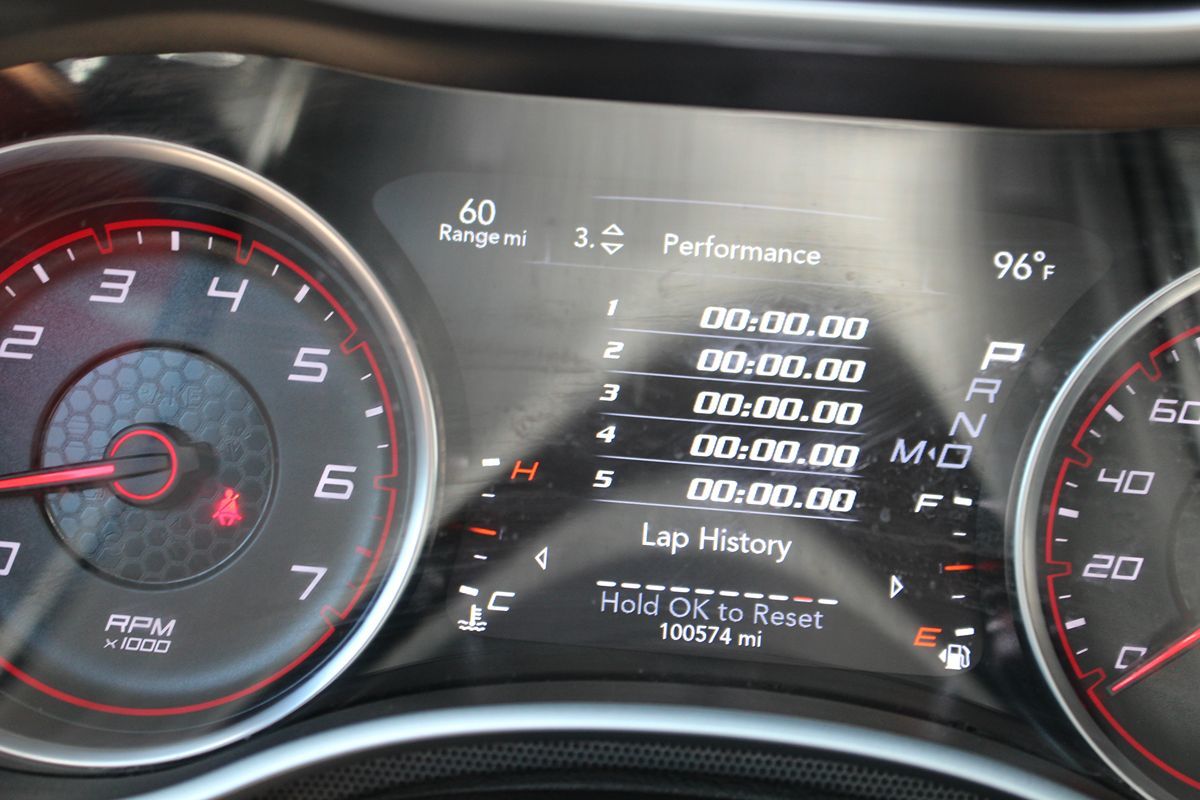 60
Range mi
3.
Performance
96°F
1 00:00.00
2 00:00.00
3 00:00.00
4 00:00.00
5 00:00.00
Lap History
Hold OK to Reset
100574 mi
H
C
P
R
N
M D
F
E
2
3
4
5
6
7
0
RPM
x1000
60
40
20
0